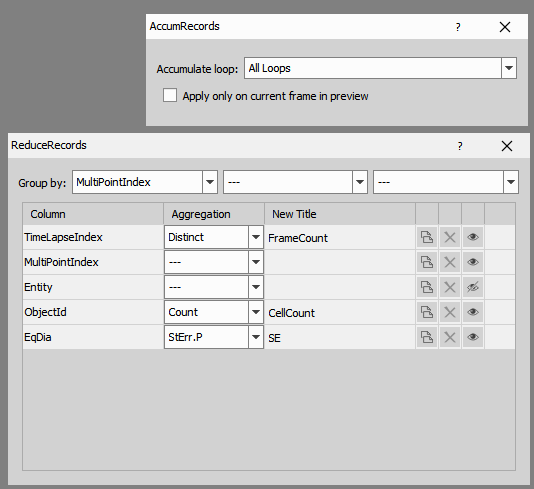 AccumRecords ?
Accumulate loop: All Loops
Apply only on current frame in preview
ReduceRecords ?
Group by: MultiPointIndex --- ---
Column Aggregation New Title
TimeLapseIndex Distinct FrameCount
MultiPointIndex ---
Entity ---
ObjectId Count CellCount
EqDia StErr.P SE